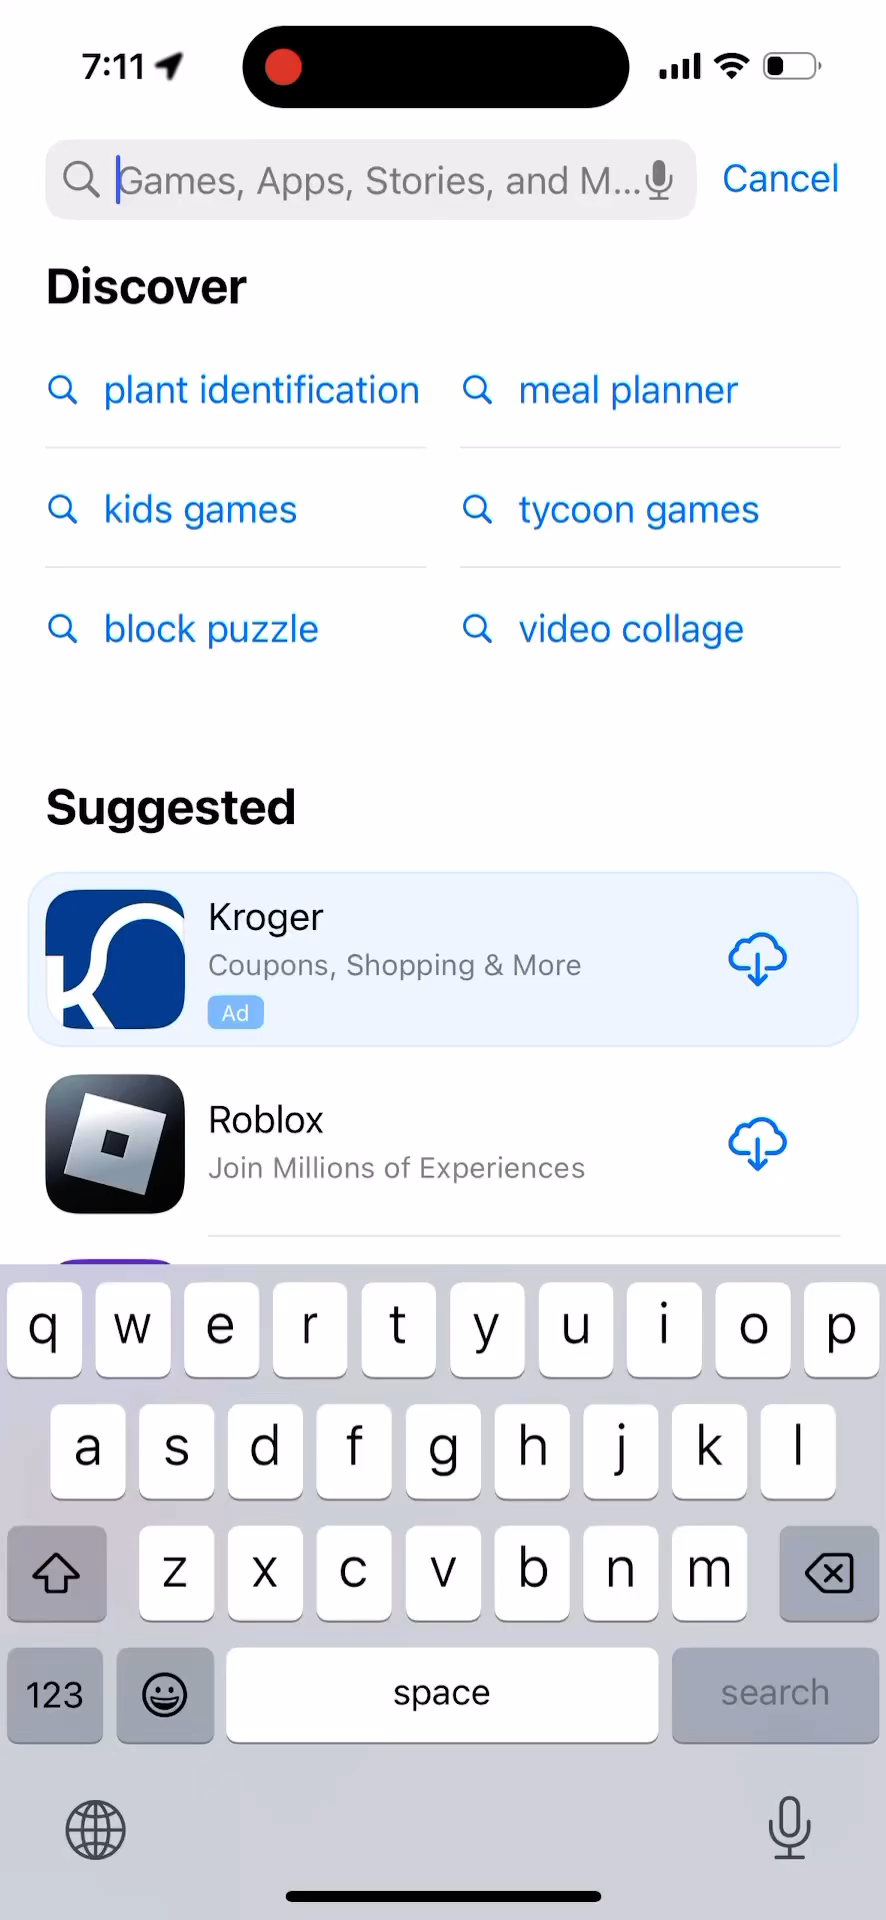 7:11
Games, Apps, Stories, and M...
Cancel
Discover
plant identification
meal planner
kids games
tycoon games
block puzzle
video collage
Suggested
Kroger
Coupons, Shopping & More
Ad
Roblox
Join Millions of Experiences
q w e r t y u i o p
a s d f g h j k l
z x c v b n m
123 space search